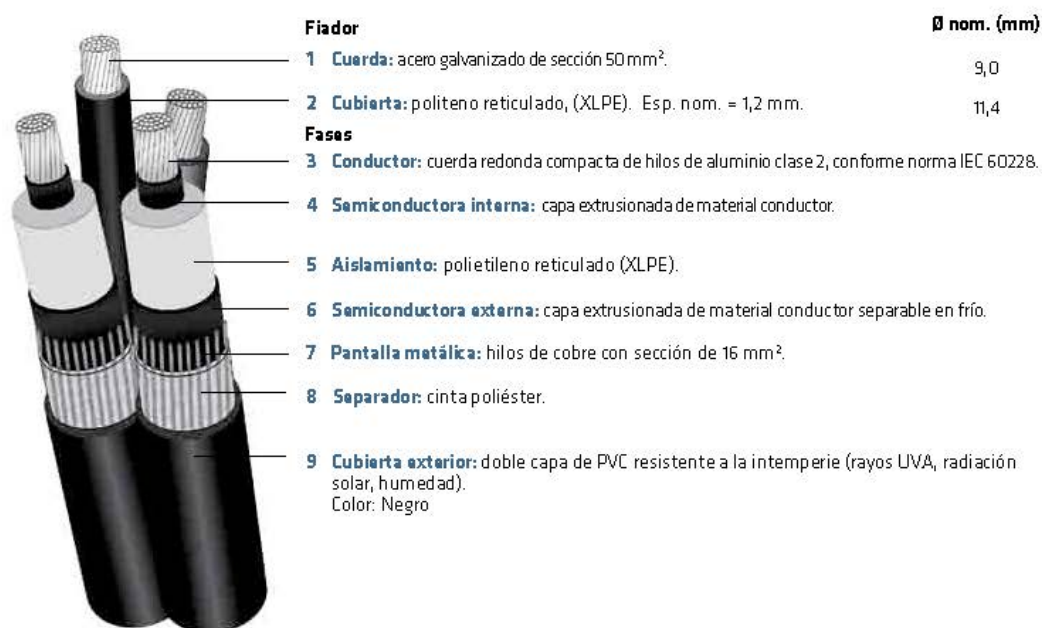 Fiador Ø nom. (mm)
1 Cuerda: acero galvanizado de sección 50 mm². 9,0
2 Cubierta: politeno reticulado, (XLPE). Esp. nom. = 1,2 mm. 11,4
Fases
3 Conductor: cuerda redonda compacta de hilos de aluminio clase 2, conforme norma IEC 60228.
4 Semiconductora interna: capa extrusionada de material conductor.
5 Aislamiento: polietileno reticulado (XLPE).
6 Semiconductora externa: capa extrusionada de material conductor separable en frío.
7 Pantalla metálica: hilos de cobre con sección de 16 mm².
8 Separador: cinta poliéster.
9 Cubierta exterior: doble capa de PVC resistente a la intemperie (rayos UVA, radiación
solar, humedad).
Color: Negro